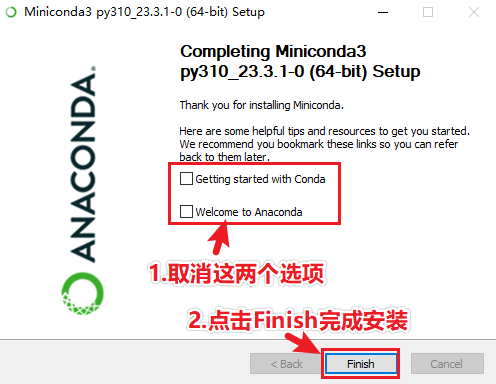 Miniconda3 py310_23.3.1-0 (64-bit) Setup
ANACONDA.
Completing Miniconda3
py310_23.3.1-0 (64-bit) Setup
Thank you for installing Miniconda.
Here are some helpful tips and resources to get you started.
We recommend you bookmark these links so you can refer
back to them later.
Getting started with Conda
Welcome to Anaconda
1.取消这两个选项
2.点击Finish完成安装
< Back
Finish
Cancel